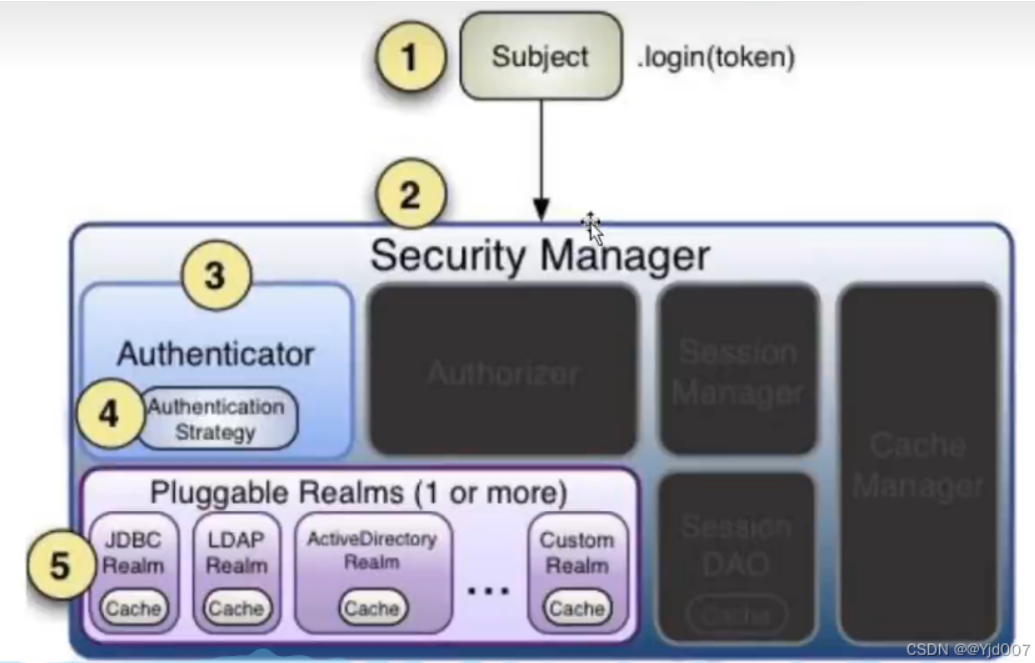 1
Subject
.login(token)
2
Security Manager
3
Authenticator
4
Authentication
Strategy
Authorizer
Session
Manager
Cache
Manager
Pluggable Realms (1 or more)
5
JDBC
Realm
Cache
LDAP
Realm
Cache
ActiveDirectory
Realm
Cache
...
Custom
Realm
Cache
Session
DAO
Cache
CSDN @@Yjd007